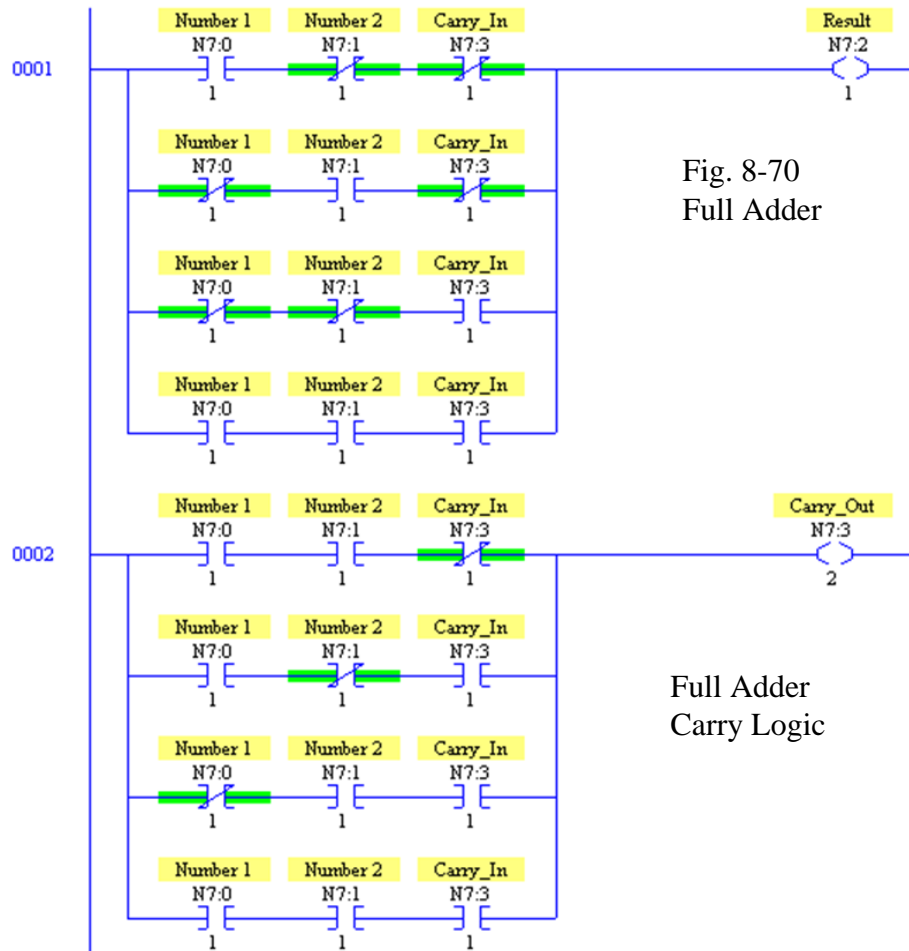 Number 1 Number 2 Carry_In Result
N7:0 N7:1 N7:3 N7:2
0001
1 1 1 1
Number 1 Number 2 Carry_In
N7:0 N7:1 N7:3
1 1 1
Fig. 8-70
Full Adder
Number 1 Number 2 Carry_In
N7:0 N7:1 N7:3
1 1 1
Number 1 Number 2 Carry_In
N7:0 N7:1 N7:3
1 1 1
Number 1 Number 2 Carry_In Carry_Out
N7:0 N7:1 N7:3 N7:3
0002
1 1 1 2
Number 1 Number 2 Carry_In
N7:0 N7:1 N7:3
1 1 1
Full Adder
Carry Logic
Number 1 Number 2 Carry_In
N7:0 N7:1 N7:3
1 1 1
Number 1 Number 2 Carry_In
N7:0 N7:1 N7:3
1 1 1